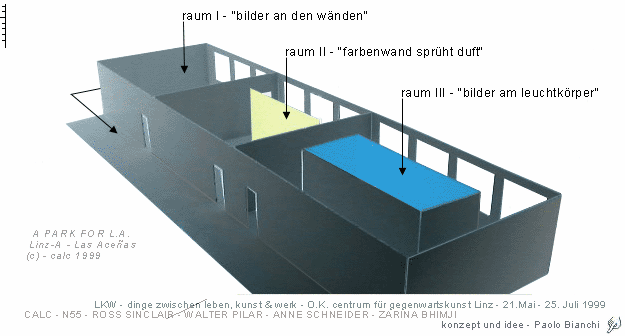 raum I - "bilder an den wänden"
raum II - "farbenwand sprüht duft"
raum III - "bilder am leuchtkörper"
A PARK FOR L.A.
Linz-A - Las Aceñas
(c) - calc 1999
LKW - dinge zwischen leben, kunst & werk - O.K. centrum für gegenwartskunst Linz - 21.Mai - 25. Juli 1999
CALC - N55 - ROSS SINCLAIR - WALTER PILAR - ANNE SCHNEIDER - ZARINA BHIMJI
konzept und idee - Paolo Bianchi